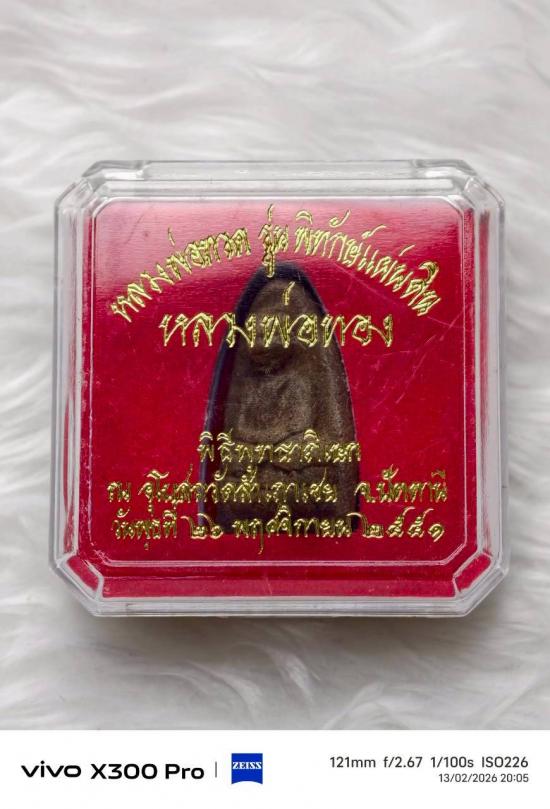 หลวงพ่อทวด รุ่น พิทักษ์แผ่นดิน
หลวงพ่อทอง
พิธีพุทธาภิเษก
ณ อุโบสถวัดสำเภาเชย จ.ปัตตานี
วันพุธที่ ๒๖ พฤศจิกายน ๒๕๕๑
vivo X300 Pro | ZEISS
121mm f/2.67 1/100s ISO226
13/02/2026 20:05